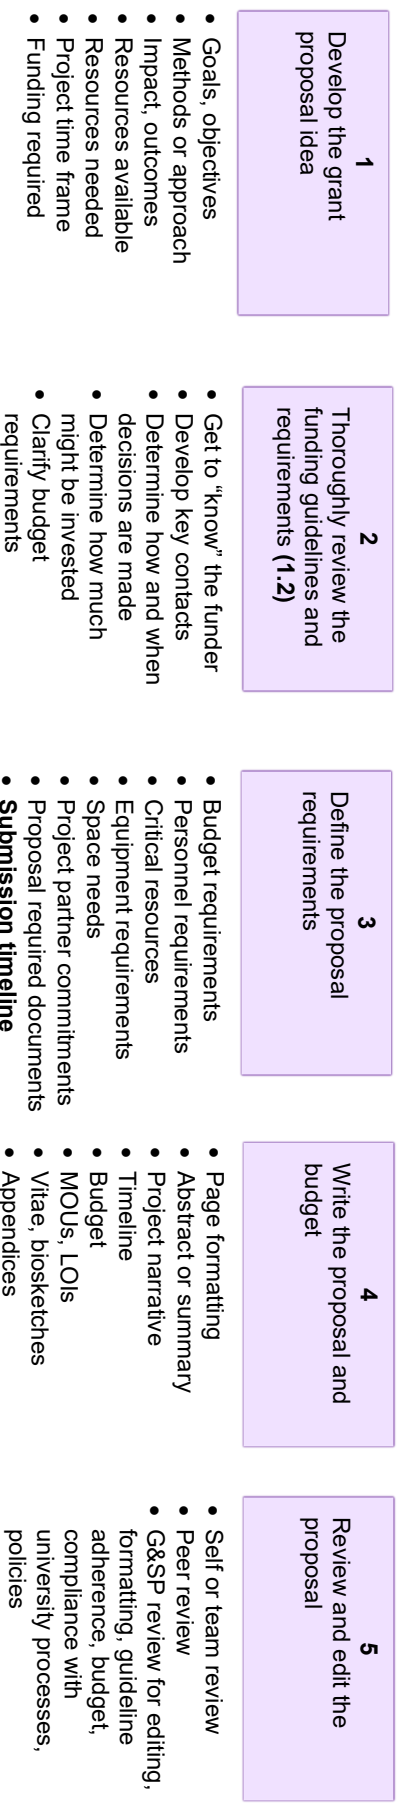 1
Develop the grant
proposal idea
• Goals, objectives
• Methods or approach
• Impact, outcomes
• Resources available
• Resources needed
• Project time frame
• Funding required
2
Thoroughly review the
funding guidelines and
requirements (1.2)
• Get to “know” the funder
• Develop key contacts
• Determine how and when
decisions are made
• Determine how much
might be invested
• Clarify budget
requirements
3
Define the proposal
requirements
• Budget requirements
• Personnel requirements
• Critical resources
• Equipment requirements
• Space needs
• Project partner commitments
• Proposal required documents
• Submission timeline
4
Write the proposal and
budget
• Page formatting
• Abstract or summary
• Project narrative
• Timeline
• Budget
• MOUs, LOIs
• Vitae, biosketches
• Appendices
5
Review and edit the
proposal
• Self or team review
• Peer review
• G&SP review for editing,
formatting, guideline
adherence, budget,
compliance with
university processes,
policies